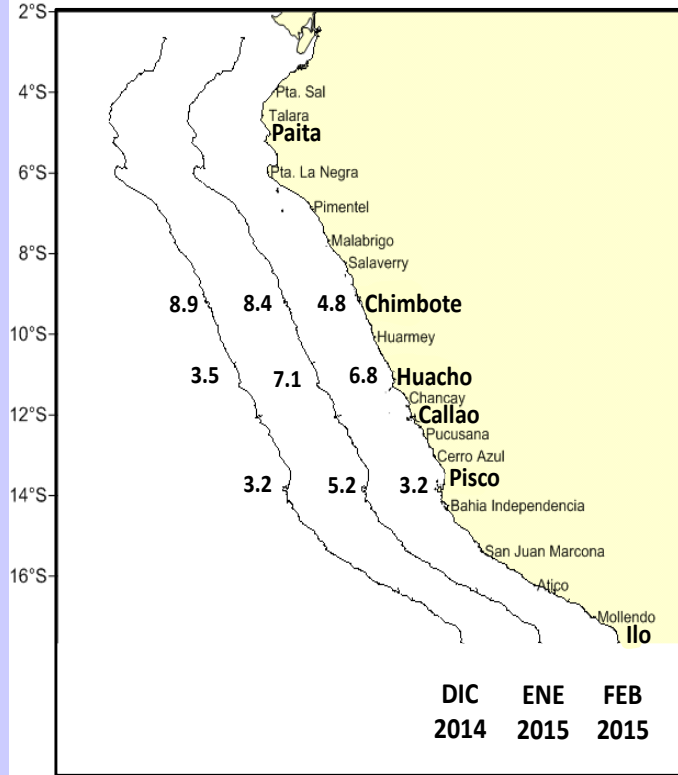 2°S
4°S
Pta. Sal
Talara
Paita
6°S
Pta. La Negra
Pimentel
Malabrigo
8°S
Salaverry
8.9 8.4 4.8 Chimbote
10°S
Huarmey
3.5 7.1 6.8 Huacho
Chancay
12°S
Callao
Pucusana
Cerro Azul
3.2 5.2 3.2 Pisco
14°S
Bahia Independencia
San Juan Marcona
16°S
Atico
Mollendo
Ilo
DIC ENE FEB
2014 2015 2015